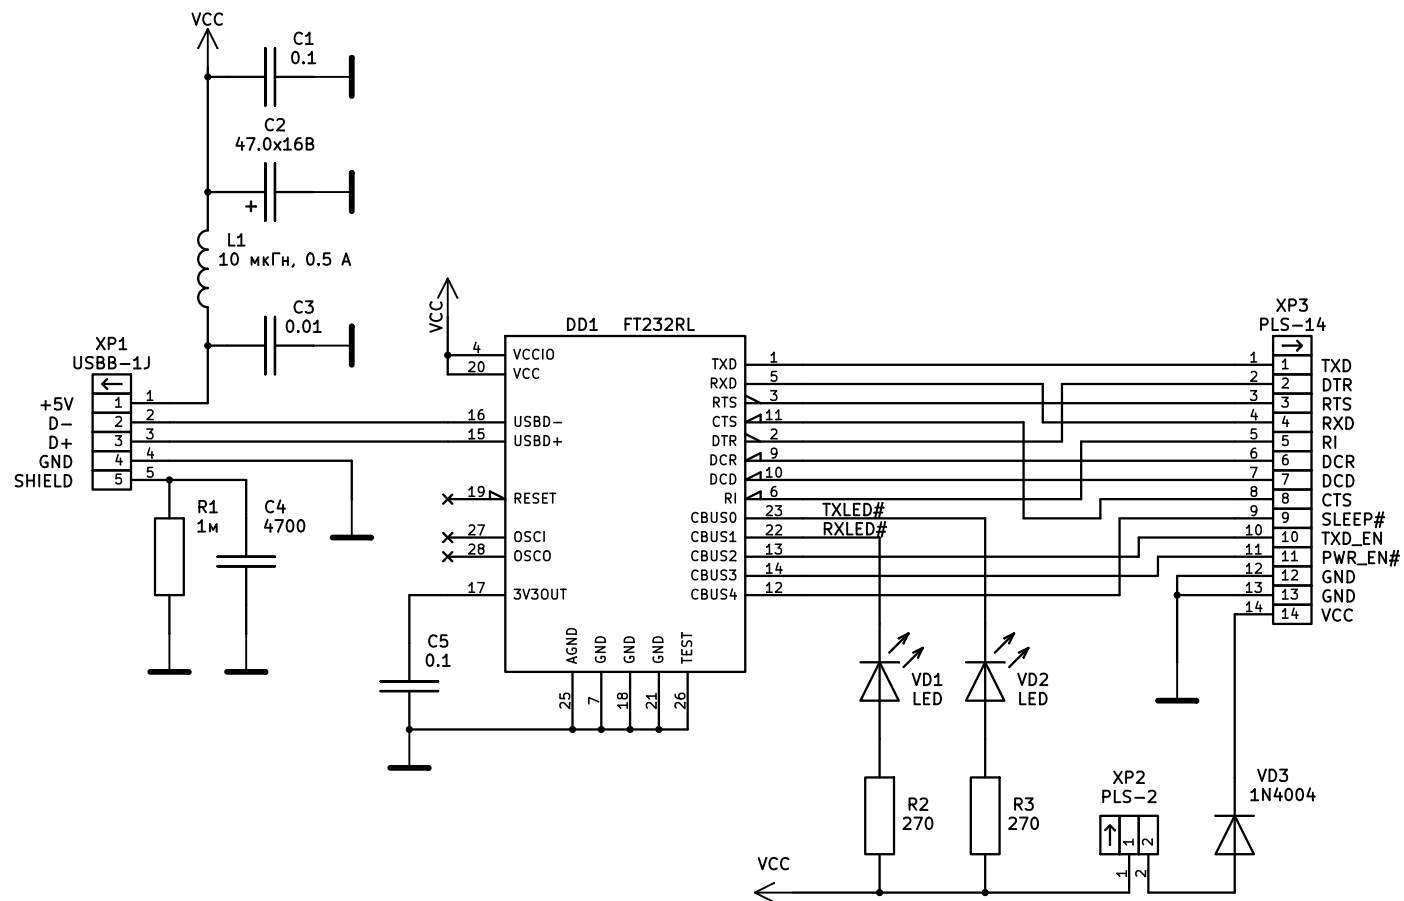 VCC
C1
0.1
C2
47.0x16В
+
L1
10 мкГн, 0.5 А
C3
0.01
XP1
USBB-1J
+5V 1 1
D- 2 2
D+ 3 3
GND 4 4
SHIELD 5 5
R1
1м
C4
4700
VCC
DD1 FT232RL
4 VCCIO
20 VCC
16 USBD-
15 USBD+
19 RESET
27 OSCI
28 OSCO
17 3V3OUT
TXD 1
RXD 5
RTS 3
CTS 11
DTR 2
DCR 9
DCD 10
RI 6
CBUS0 23 TXLED#
CBUS1 22 RXLED#
CBUS2 13
CBUS3 14
CBUS4 12
AGND GND GND GND TEST
25 7 18 21 26
C5
0.1
XP3
PLS-14
1 1 TXD
2 2 DTR
3 3 RTS
4 4 RXD
5 5 RI
6 6 DCR
7 7 DCD
8 8 CTS
9 9 SLEEP#
10 10 TXD_EN
11 11 PWR_EN#
12 12 GND
13 13 GND
14 14 VCC
VD1
LED
VD2
LED
R2
270
R3
270
XP2
PLS-2
1 2
1 2
VD3
1N4004
VCC